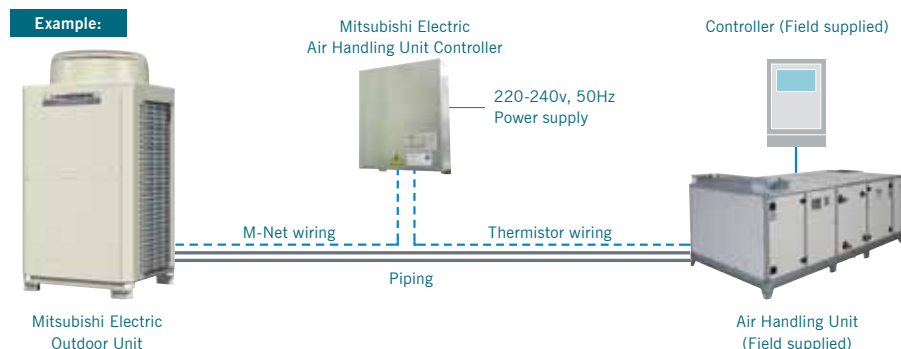 Example:
Mitsubishi Electric
Air Handling Unit Controller
Controller (Field supplied)
220-240v, 50Hz
Power supply
M-Net wiring
Thermistor wiring
Piping
Mitsubishi Electric
Outdoor Unit
Air Handling Unit
(Field supplied)